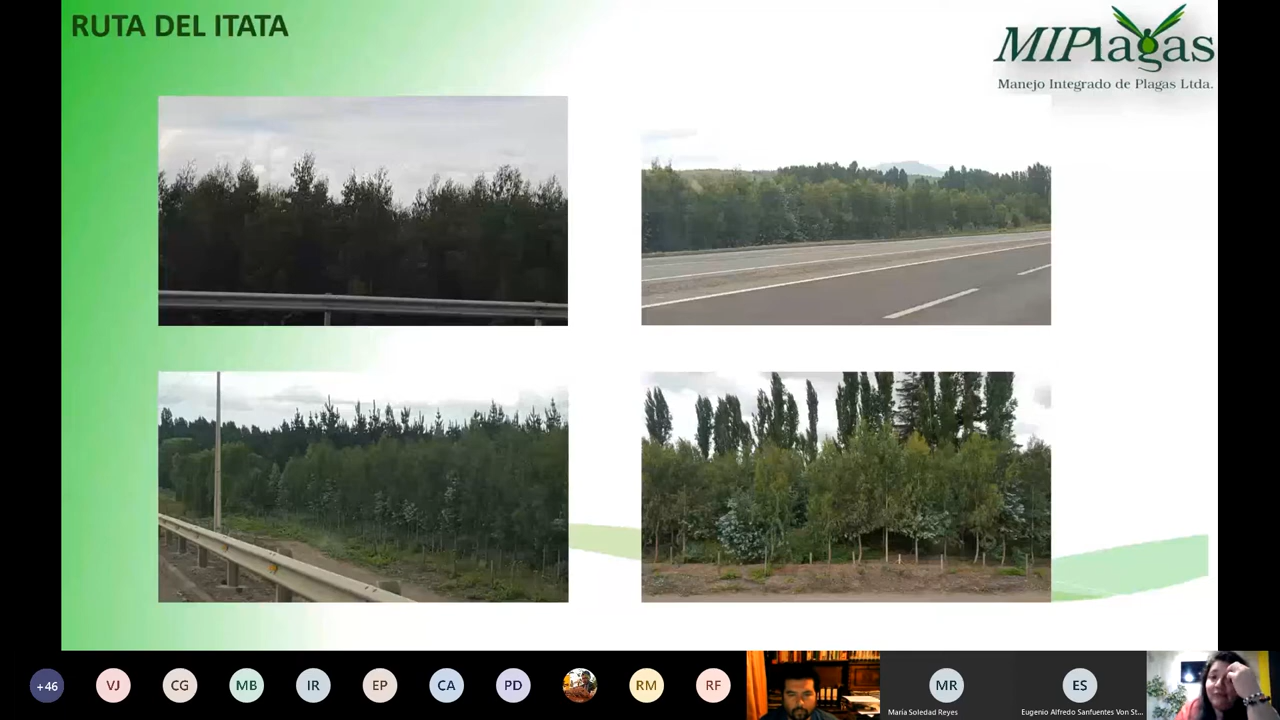 RUTA DEL ITATA
MIPlagas
Manejo Integrado de Plagas Ltda.
+46
VJ
CG
MB
IR
EP
CA
PD
RM
RF
MR
María Soledad Reyes
ES
Eugenio Alfredo Sanfuentes Von St...